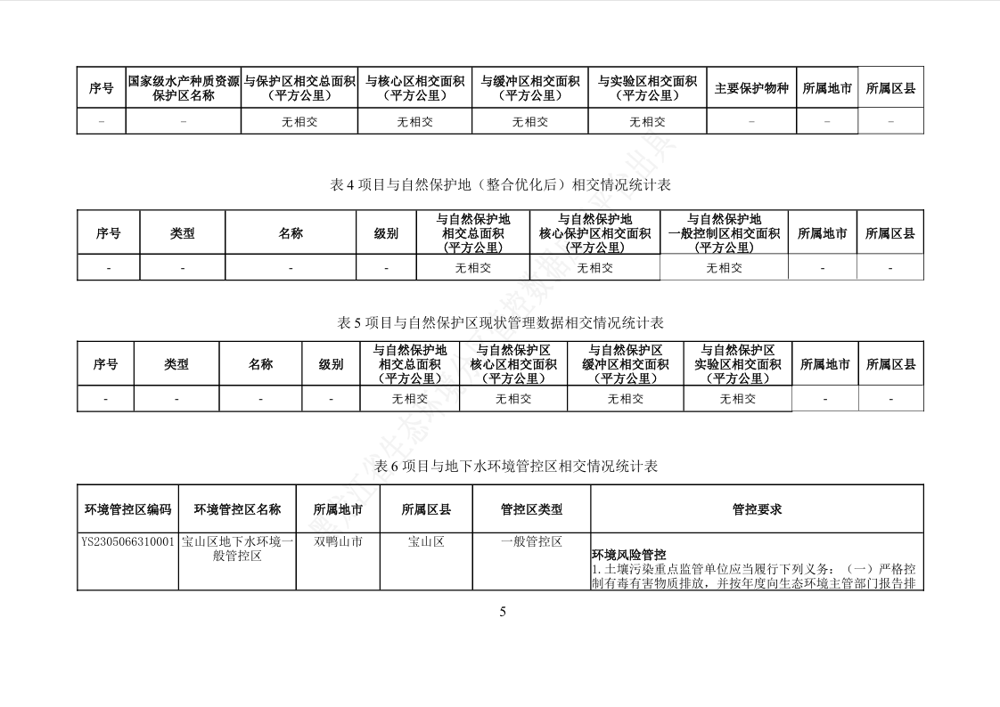 序号 国家级水产种质资源保护区名称 与保护区相交总面积（平方公里） 与核心区相交面积（平方公里） 与缓冲区相交面积（平方公里） 与实验区相交面积（平方公里） 主要保护物种 所属地市 所属区县
– – 无相交 无相交 无相交 无相交 – – –
表 4 项目与自然保护地（整合优化后）相交情况统计表
序号 类型 名称 级别 与自然保护地相交总面积(平方公里) 与自然保护地核心保护区相交面积(平方公里) 与自然保护地一般控制区相交面积(平方公里) 所属地市 所属区县
- - - - 无相交 无相交 无相交 - -
表 5 项目与自然保护区现状管理数据相交情况统计表
序号 类型 名称 级别 与自然保护地相交总面积（平方公里） 与自然保护区核心区相交面积（平方公里） 与自然保护区缓冲区相交面积（平方公里） 与自然保护区实验区相交面积（平方公里） 所属地市 所属区县
- - - - 无相交 无相交 无相交 无相交 - -
表 6 项目与地下水环境管控区相交情况统计表
环境管控区编码 环境管控区名称 所属地市 所属区县 管控区类型 管控要求
YS2305066310001 宝山区地下水环境一般管控区 双鸭山市 宝山区 一般管控区
环境风险管控
1.土壤污染重点监管单位应当履行下列义务：（一）严格控
制有毒有害物质排放，并按年度向生态环境主管部门报告排
5